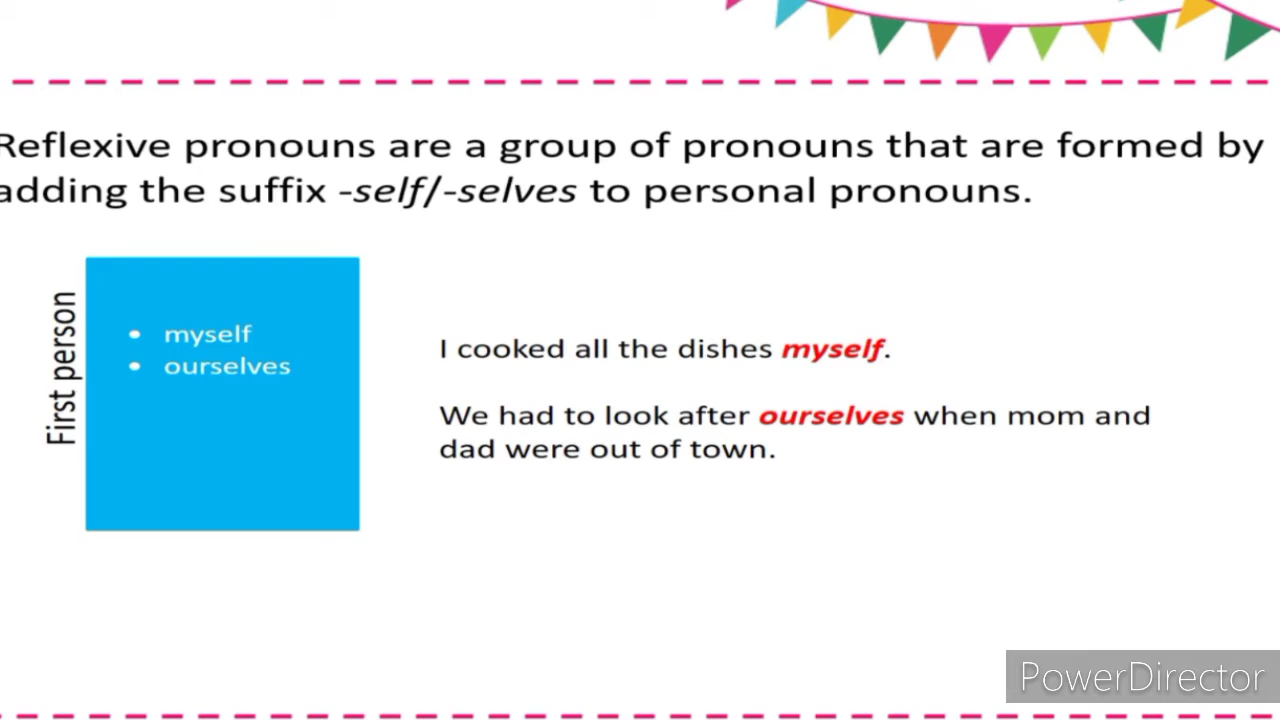 Reflexive pronouns are a group of pronouns that are formed by
adding the suffix -self/-selves to personal pronouns.
First person
• myself
• ourselves
I cooked all the dishes myself.
We had to look after ourselves when mom and
dad were out of town.
PowerDirector